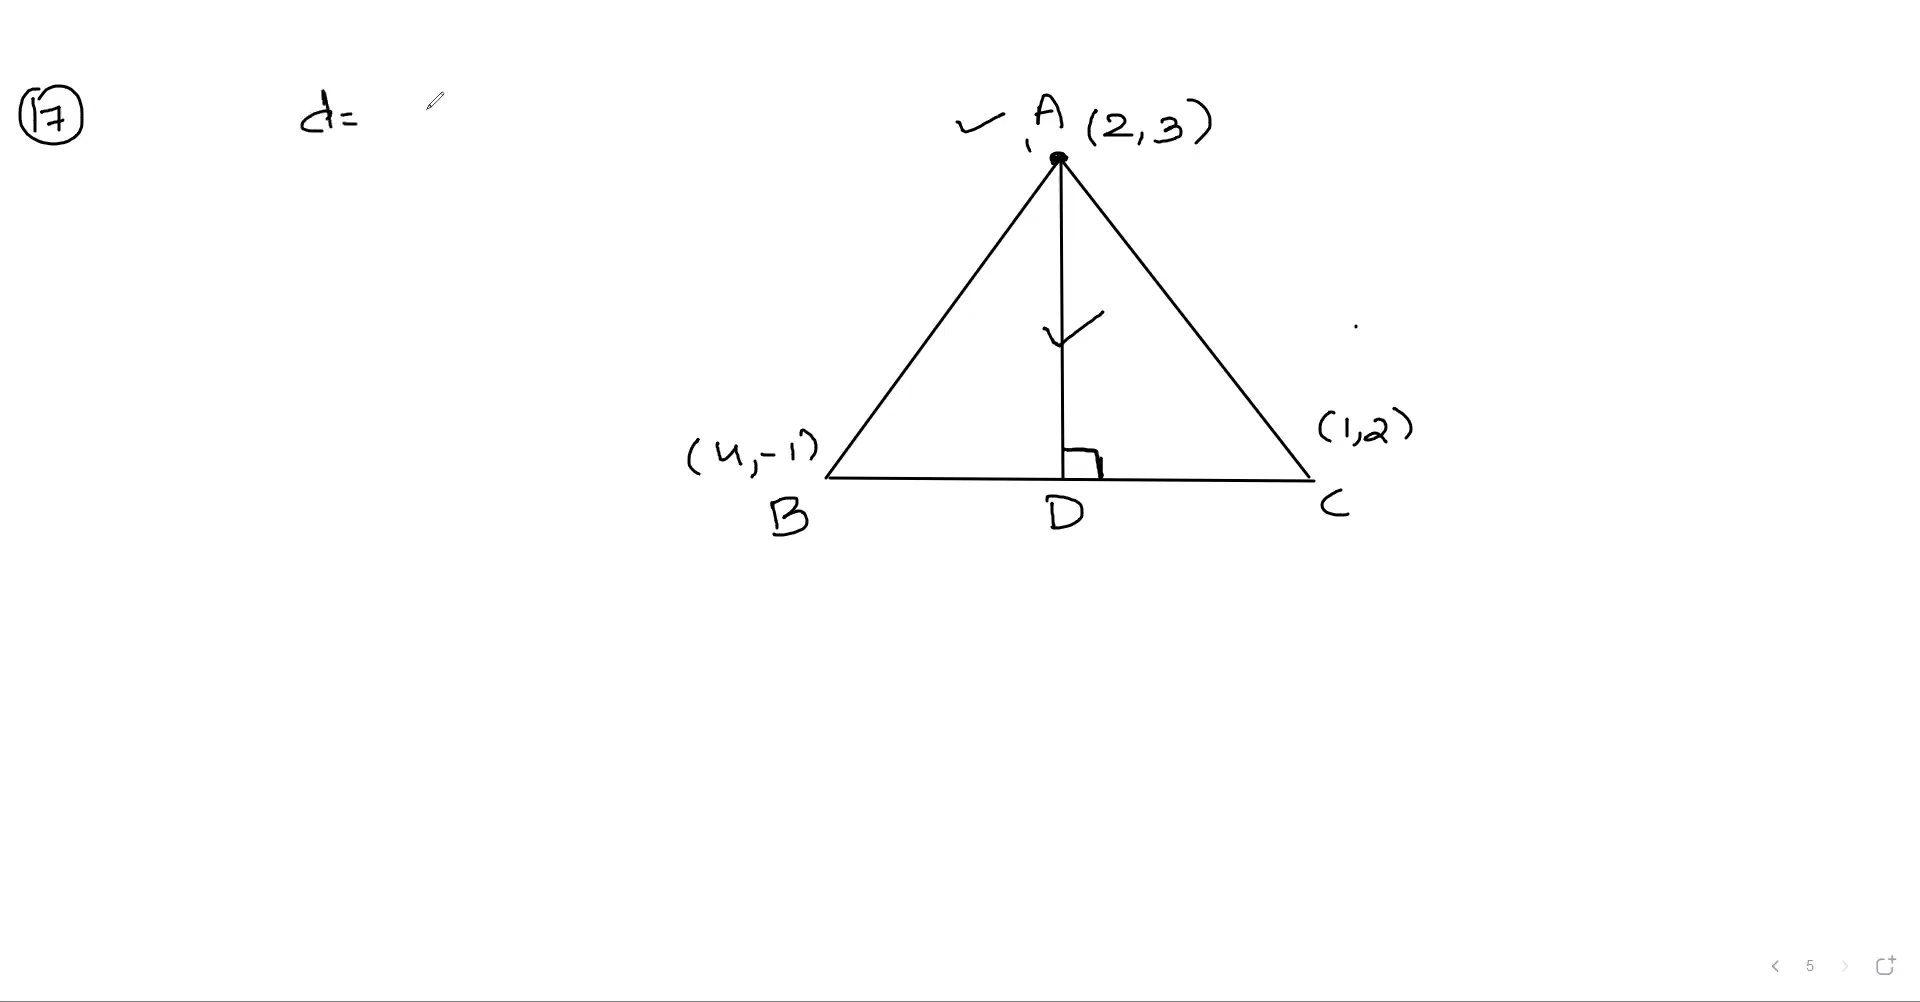 17
d=
A (2,3)
(4,-1)
(1,2)
B
D
C
5